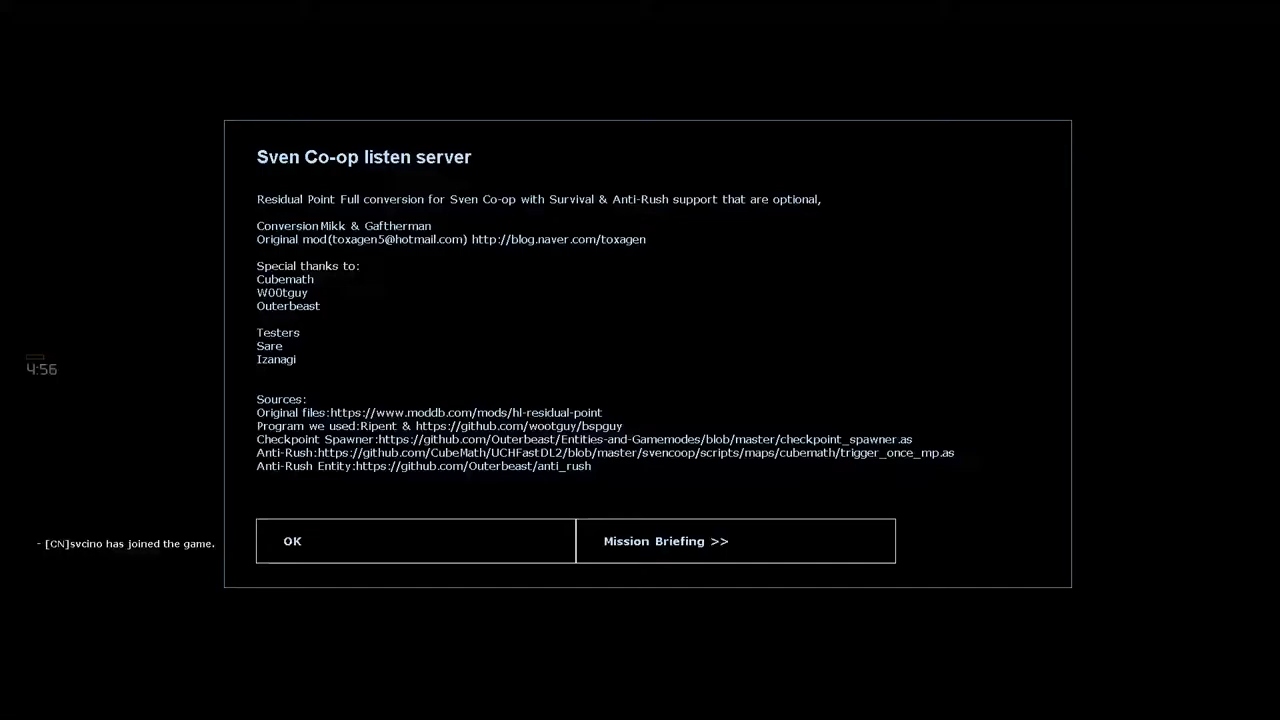 Sven Co-op listen server
Residual Point Full conversion for Sven Co-op with Survival & Anti-Rush support that are optional,
Conversion Mikk & Gaftherman
Original mod(toxagen5@hotmail.com) http://blog.naver.com/toxagen
Special thanks to:
Cubemath
W00tguy
Outerbeast
Testers
Sare
Izanagi
4:56
Sources:
Original files:https://www.moddb.com/mods/hl-residual-point
Program we used:Ripent & https://github.com/wootguy/bspguy
Checkpoint Spawner:https://github.com/Outerbeast/Entities-and-Gamemodes/blob/master/checkpoint_spawner.as
Anti-Rush:https://github.com/CubeMath/UCHFastDL2/blob/master/svencoop/scripts/maps/cubemath/trigger_once_mp.as
Anti-Rush Entity:https://github.com/Outerbeast/anti_rush
OK
Mission Briefing >>
- [CN]svcino has joined the game.